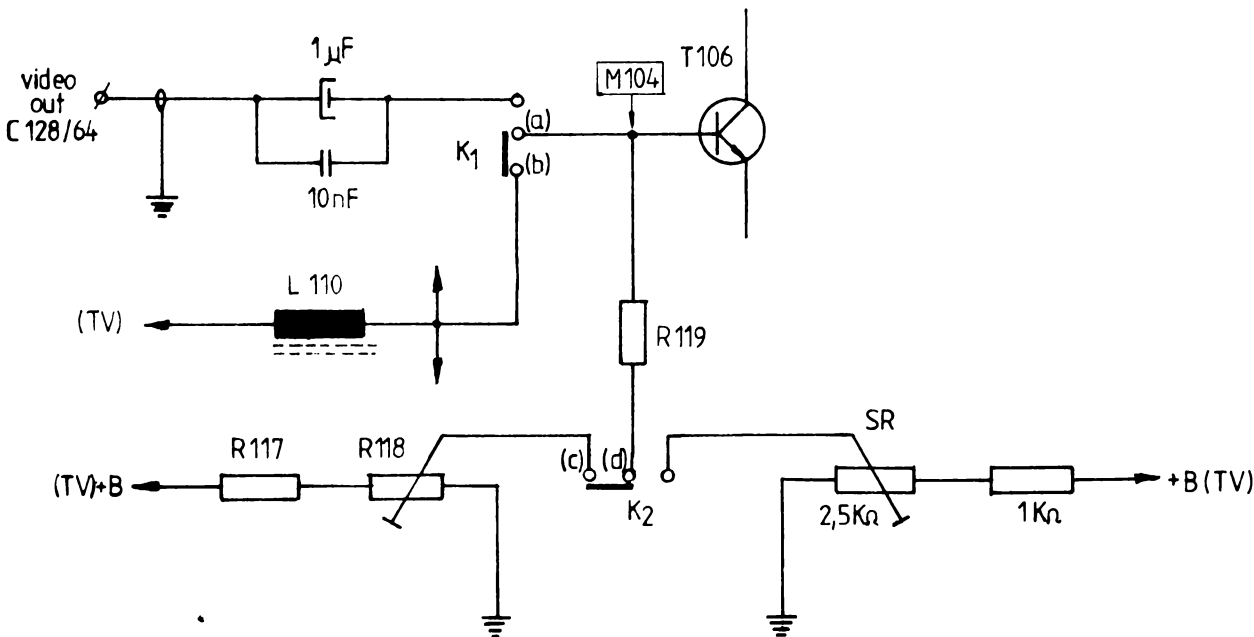 1µF
T106
video
out
C 128/64
M104
(a)
K1
(b)
10nF
L 110
(TV)
R119
SR
R117
R118
(c)
(d)
(TV)+B
K2
2,5KΩ
1KΩ
+B(TV)